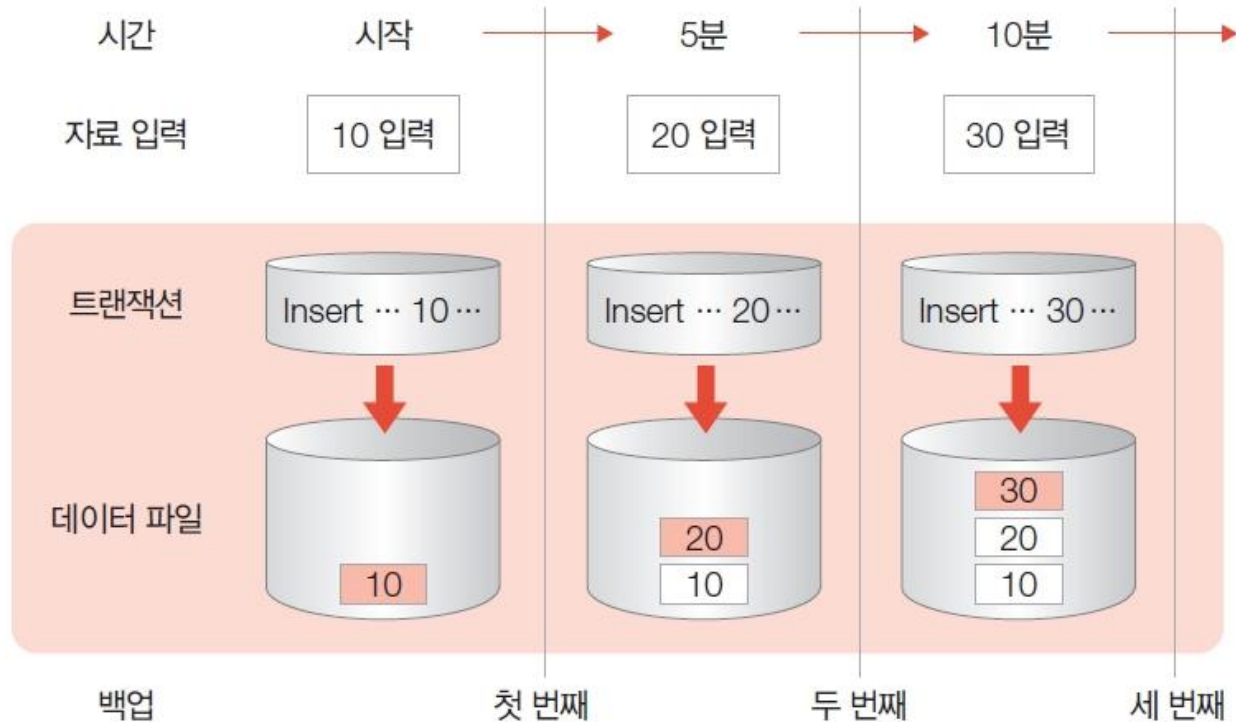 시간 시작 5분 10분
자료 입력 10 입력 20 입력 30 입력
트랜잭션 Insert ··· 10 ··· Insert ··· 20 ··· Insert ··· 30 ···
30
20 20
데이터 파일 10 10 10
백업 첫 번째 두 번째 세 번째